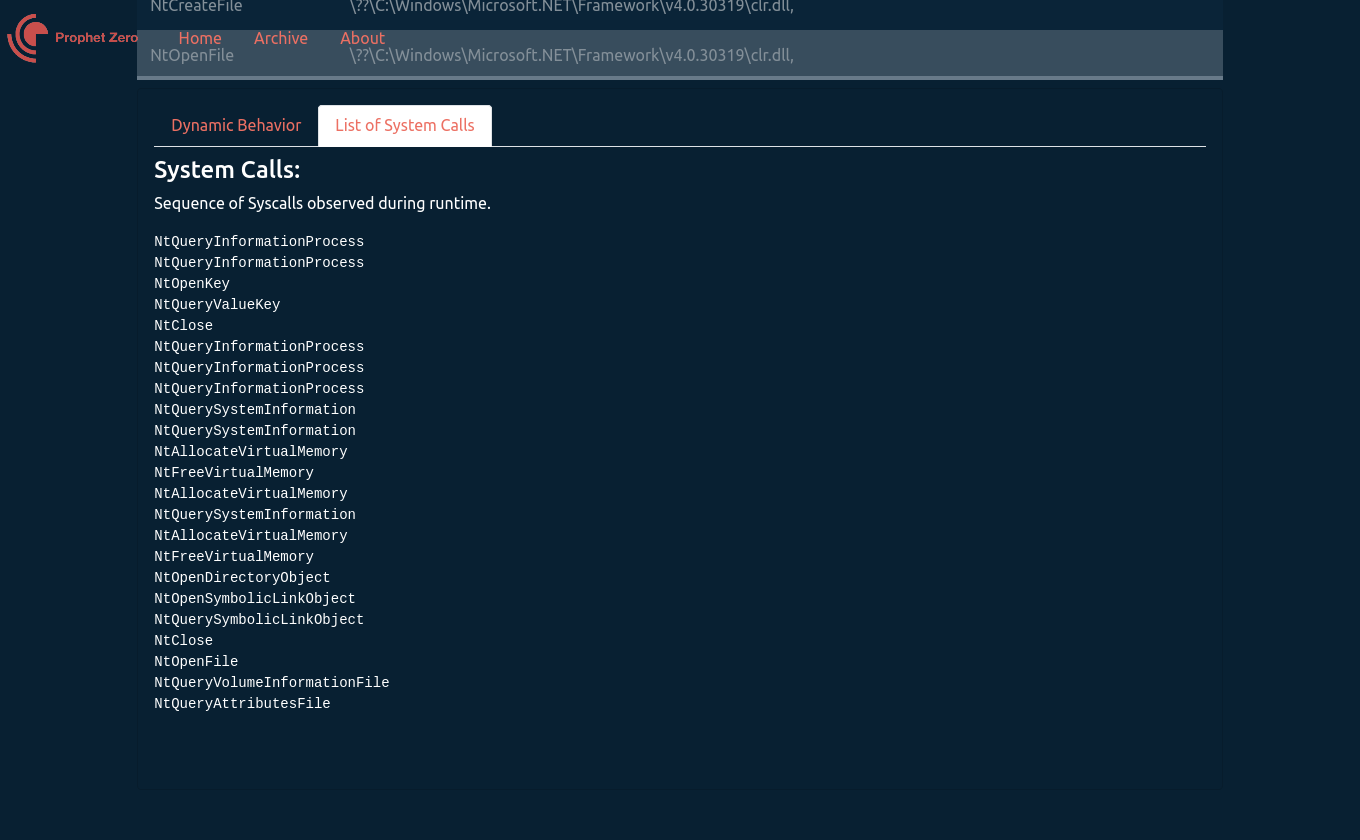 NtCreateFile \??\C:\Windows\Microsoft.NET\Framework\v4.0.30319\clr.dll,
Prophet Zero Home Archive About
NtOpenFile \??\C:\Windows\Microsoft.NET\Framework\v4.0.30319\clr.dll,
Dynamic Behavior List of System Calls
System Calls:
Sequence of Syscalls observed during runtime.
NtQueryInformationProcess
NtQueryInformationProcess
NtOpenKey
NtQueryValueKey
NtClose
NtQueryInformationProcess
NtQueryInformationProcess
NtQueryInformationProcess
NtQuerySystemInformation
NtQuerySystemInformation
NtAllocateVirtualMemory
NtFreeVirtualMemory
NtAllocateVirtualMemory
NtQuerySystemInformation
NtAllocateVirtualMemory
NtFreeVirtualMemory
NtOpenDirectoryObject
NtOpenSymbolicLinkObject
NtQuerySymbolicLinkObject
NtClose
NtOpenFile
NtQueryVolumeInformationFile
NtQueryAttributesFile